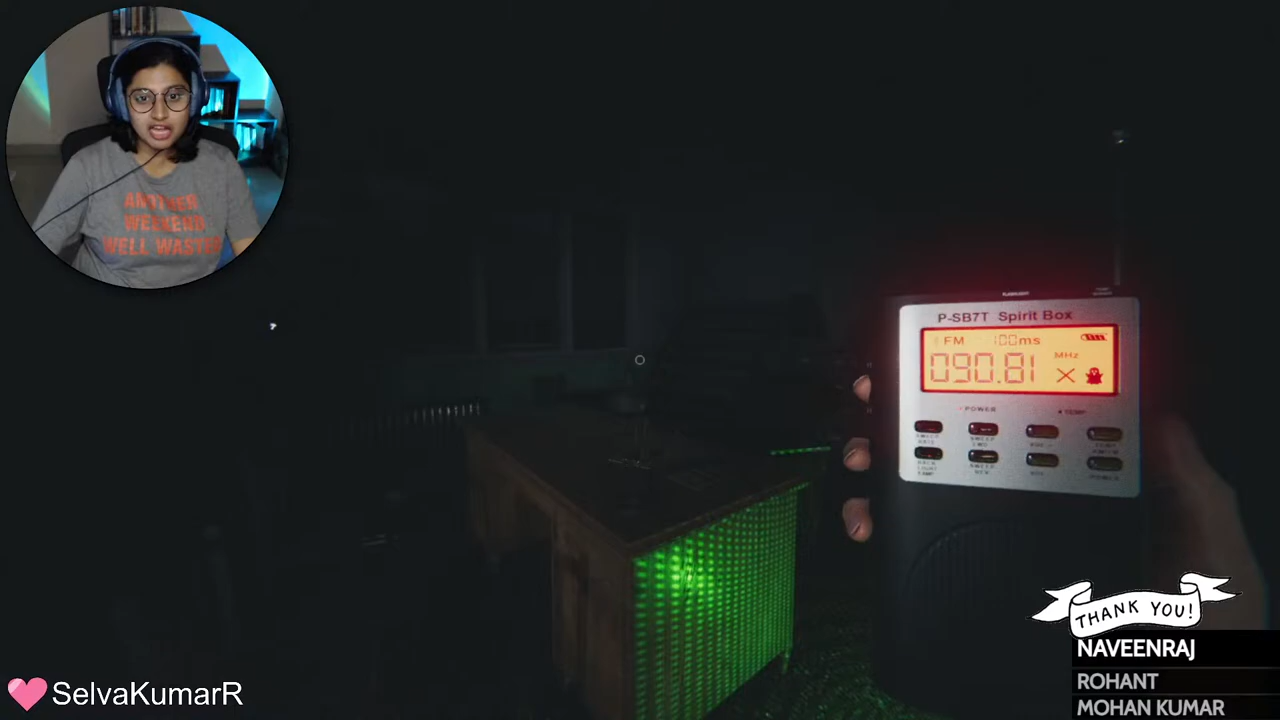 ANOTHER
WEEKEND
WELL WASTED
P-SB7T Spirit Box
FM 100ms
MHz
090.81
POWER
THANK YOU!
NAVEENRAJ
ROHANT
MOHAN KUMAR
SelvaKumarR